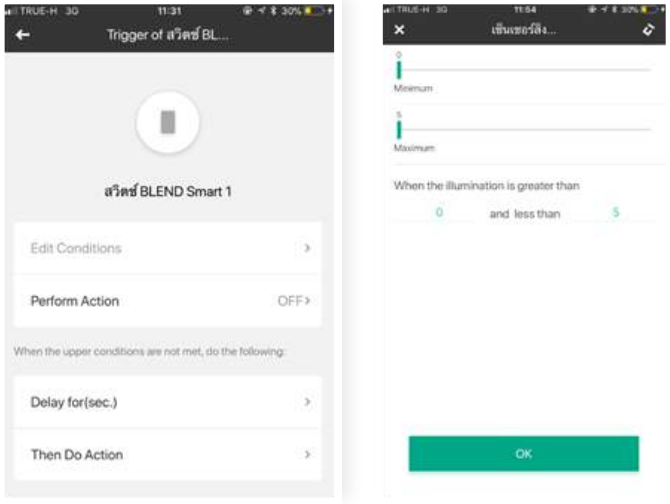 TRUE-H 3G 11:31 30%
Trigger of สวิตช์ BL...
สวิตช์ BLEND Smart 1
Edit Conditions
Perform Action OFF
When the upper conditions are not met, do the following:
Delay for(sec.)
Then Do Action
TRUE-H 3G 11:54 30%
เซ็นเซอร์สิ่ง...
0
Minimum
5
Maximum
When the illumination is greater than
0 and less than 5
OK